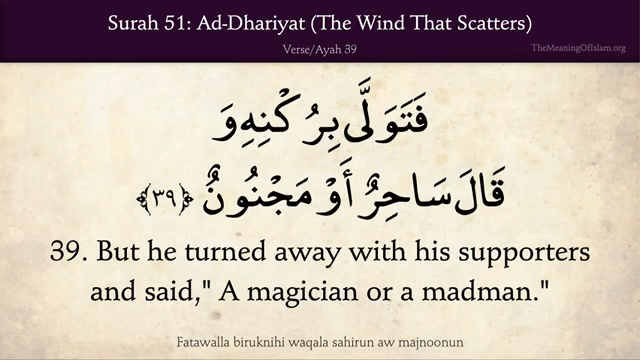 Surah 51: Ad-Dhariyat (The Wind That Scatters)
Verse/Ayah 39
TheMeaningOfIslam.org
فَتَوَلَّى بِرُكْنِهِ وَ
قَالَ سَاحِرٌ أَوْ مَجْنُونٌ ﴿٣٩﴾
39. But he turned away with his supporters
and said," A magician or a madman."
Fatawalla biruknihi waqala sahirun aw majnoonun